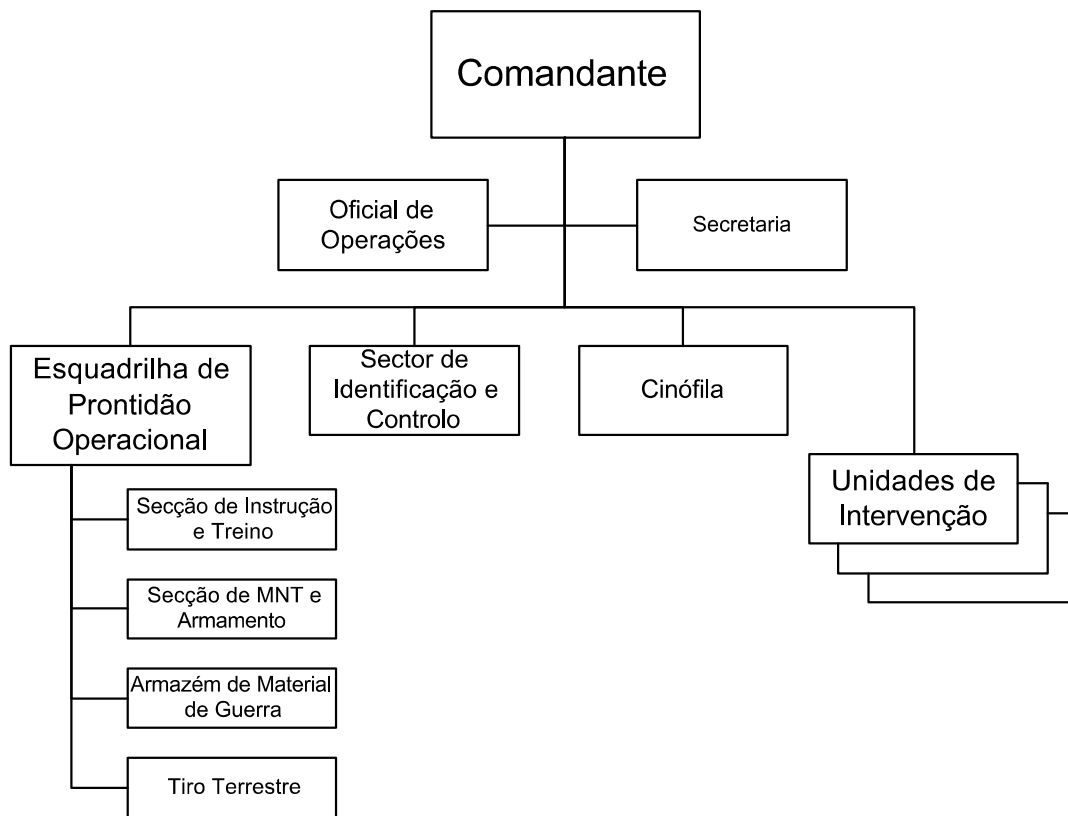 Comandante
Oficial de
Operações
Secretaria
Esquadrilha de
Prontidão
Operacional
Sector de
Identificação e
Controlo
Cinófila
Unidades de
Intervenção
Secção de Instrução
e Treino
Secção de MNT e
Armamento
Armazém de Material
de Guerra
Tiro Terrestre